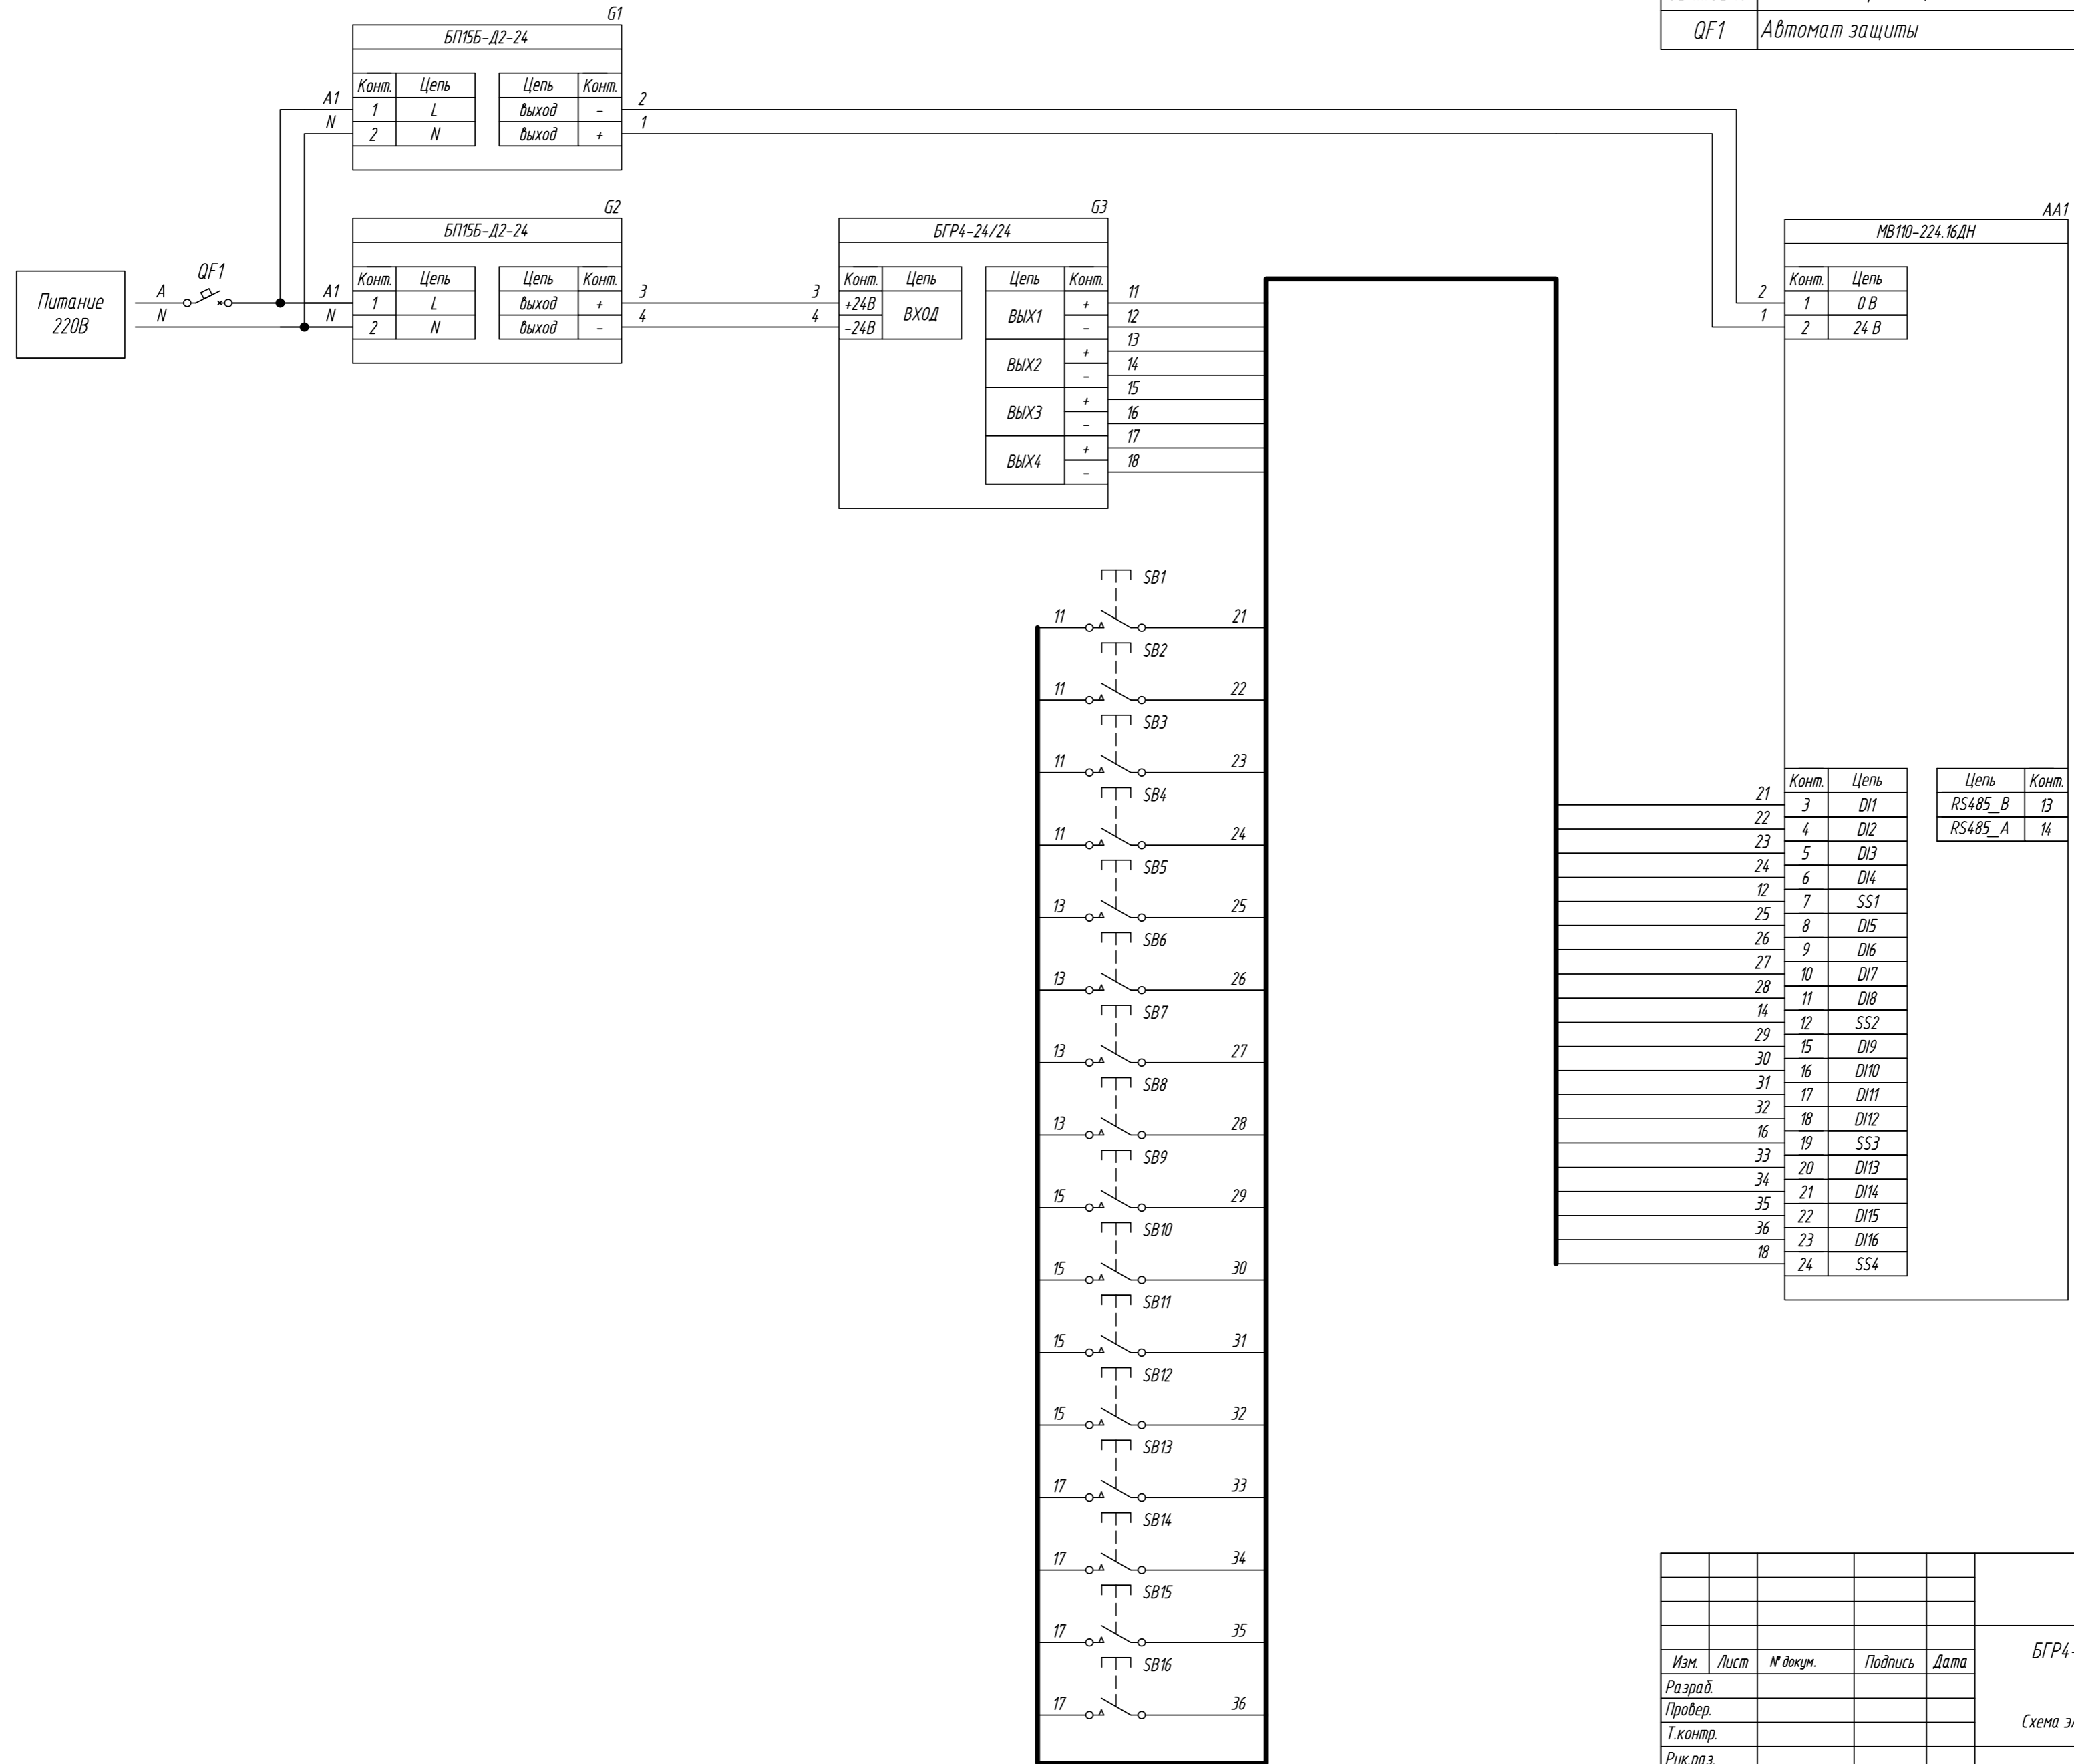 QF1 Автомат защиты
G1
БП15Б-Д2-24
Конт. Цепь Цепь Конт.
A1 1 L выход - 2
N 2 N выход + 1
G2
БП15Б-Д2-24
Конт. Цепь Цепь Конт.
A1 1 L выход + 3
N 2 N выход - 4
Питание
220В
A
QF1
N
G3
БГР4-24/24
Конт. Цепь Цепь Конт.
3 +24В ВХОД
4 -24В
ВЫХ1 + 11
- 12
ВЫХ2 + 13
- 14
ВЫХ3 + 15
- 16
ВЫХ4 + 17
- 18
AA1
МВ110-224.16ДН
Конт. Цепь
2 1 0 В
1 2 24 В
SB1
11 21
SB2
11 22
SB3
11 23
SB4
11 24
SB5
13 25
SB6
13 26
SB7
13 27
SB8
13 28
SB9
15 29
SB10
15 30
SB11
15 31
SB12
15 32
SB13
17 33
SB14
17 34
SB15
17 35
SB16
17 36
Конт. Цепь Цепь Конт.
21 3 DI1 RS485_B 13
22 4 DI2 RS485_A 14
23 5 DI3
24 6 DI4
12 7 SS1
25 8 DI5
26 9 DI6
27 10 DI7
28 11 DI8
14 12 SS2
29 15 DI9
30 16 DI10
31 17 DI11
32 18 DI12
16 19 SS3
33 20 DI13
34 21 DI14
35 22 DI15
36 23 DI16
18 24 SS4
БГР4-
Изм. Лист № докум. Подпись Дата
Разраб.
Провер.
Схема
Т.контр.